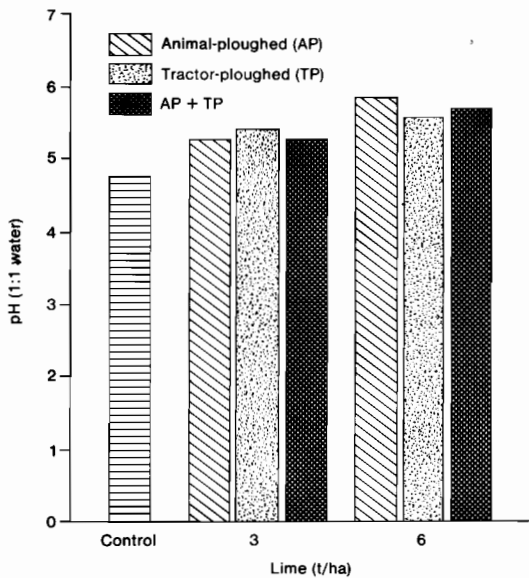 7
6
5
4
3
2
1
0
pH (1:1 water)
Animal-ploughed (AP)
Tractor-ploughed (TP)
AP + TP
Control
3
6
Lime (t/ha)